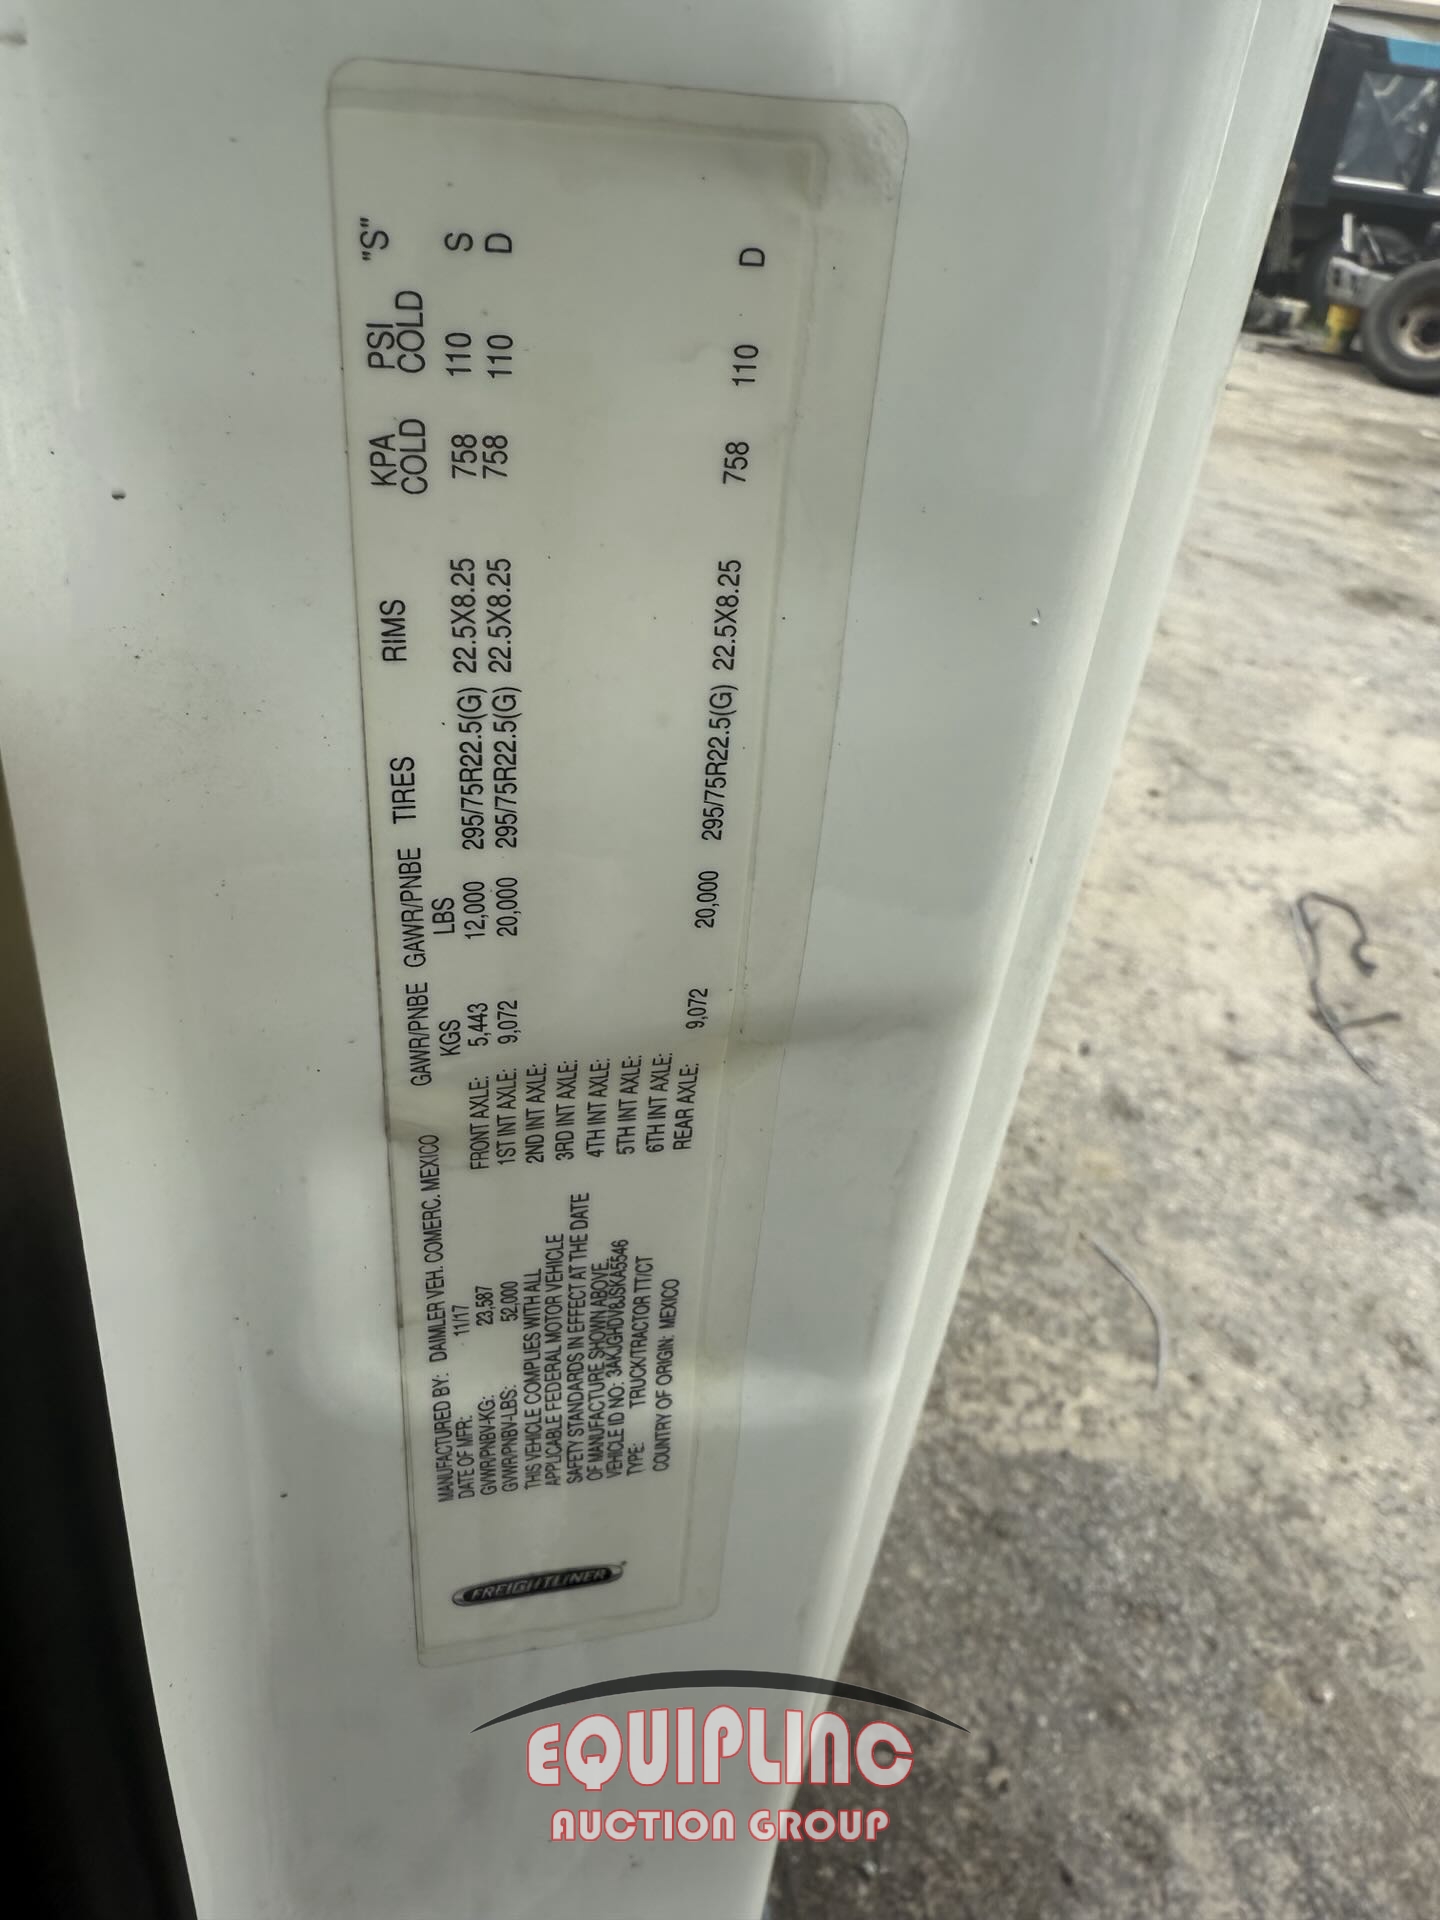 FREIGHTLINER
MANUFACTURED BY: DAIMLER VEH. COMERC. MEXICO
DATE OF MFR: 11/17
GVWR/PNBV-KG: 23,587
GVWR/PNBV-LBS: 52,000
THIS VEHICLE COMPLIES WITH ALL
APPLICABLE FEDERAL MOTOR VEHICLE
SAFETY STANDARDS IN EFFECT AT THE DATE
OF MANUFACTURE SHOWN ABOVE.
VEHICLE ID NO: 3AKJGHDV8JSKA5546
TYPE: TRUCK/TRACTOR TT/CT
COUNTRY OF ORIGIN: MEXICO
GAWR/PNBE GAWR/PNBE TIRES RIMS KPA PSI "S"
KGS LBS COLD COLD
FRONT AXLE: 5,443 12,000 295/75R22.5(G) 22.5X8.25 758 110 S
1ST INT AXLE: 9,072 20,000 295/75R22.5(G) 22.5X8.25 758 110 D
2ND INT AXLE:
3RD INT AXLE:
4TH INT AXLE:
5TH INT AXLE:
6TH INT AXLE:
REAR AXLE: 9,072 20,000 295/75R22.5(G) 22.5X8.25 758 110 D
EQUIPLINC
AUCTION GROUP